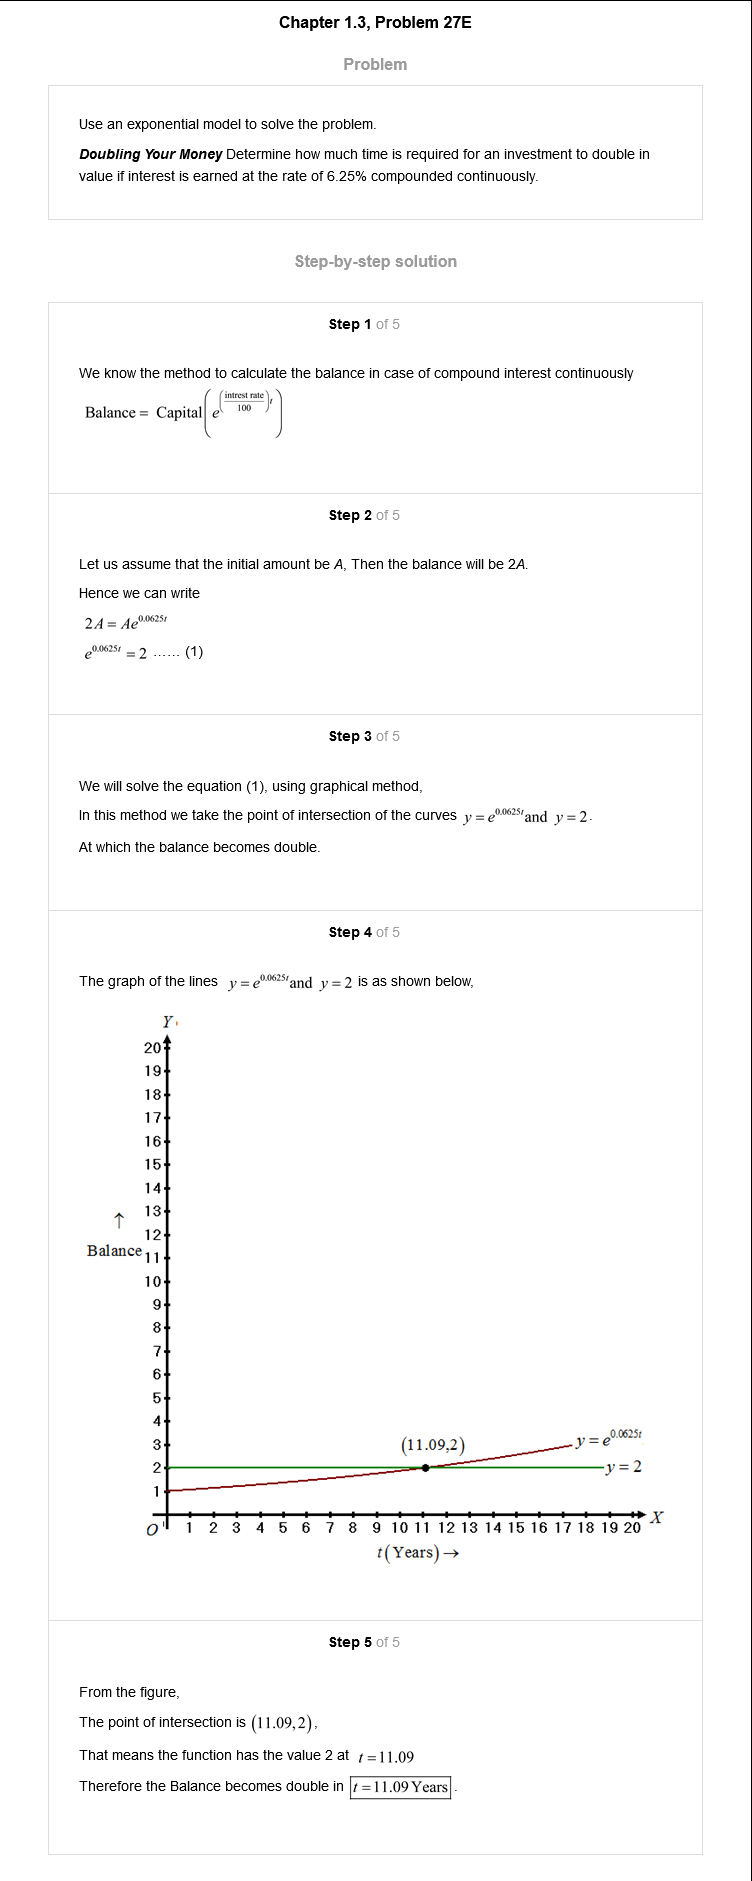 Chapter 1.3, Problem 27E
Problem
Use an exponential model to solve the problem.
Doubling Your Money Determine how much time is required for an investment to double in
value if interest is earned at the rate of 6.25% compounded continuously.
Step-by-step solution
Step 1 of 5
We know the method to calculate the balance in case of compound interest continuously
Balance = Capital(e^((intrest rate/100)t))
Step 2 of 5
Let us assume that the initial amount be A, Then the balance will be 2A.
Hence we can write
2A = Ae^0.0625t
e^0.0625t = 2 ...... (1)
Step 3 of 5
We will solve the equation (1), using graphical method,
In this method we take the point of intersection of the curves y = e^0.0625t and y = 2.
At which the balance becomes double.
Step 4 of 5
The graph of the lines y = e^0.0625t and y = 2 is as shown below,
Y
20
19
18
17
16
15
14
13
↑
12
Balance
11
10
9
8
7
6
5
4
3
(11.09,2)
y = e^0.0625t
2
y = 2
1
X
O 1 2 3 4 5 6 7 8 9 10 11 12 13 14 15 16 17 18 19 20
t(Years)→
Step 5 of 5
From the figure,
The point of intersection is (11.09,2),
That means the function has the value 2 at t = 11.09
Therefore the Balance becomes double in t = 11.09 Years.